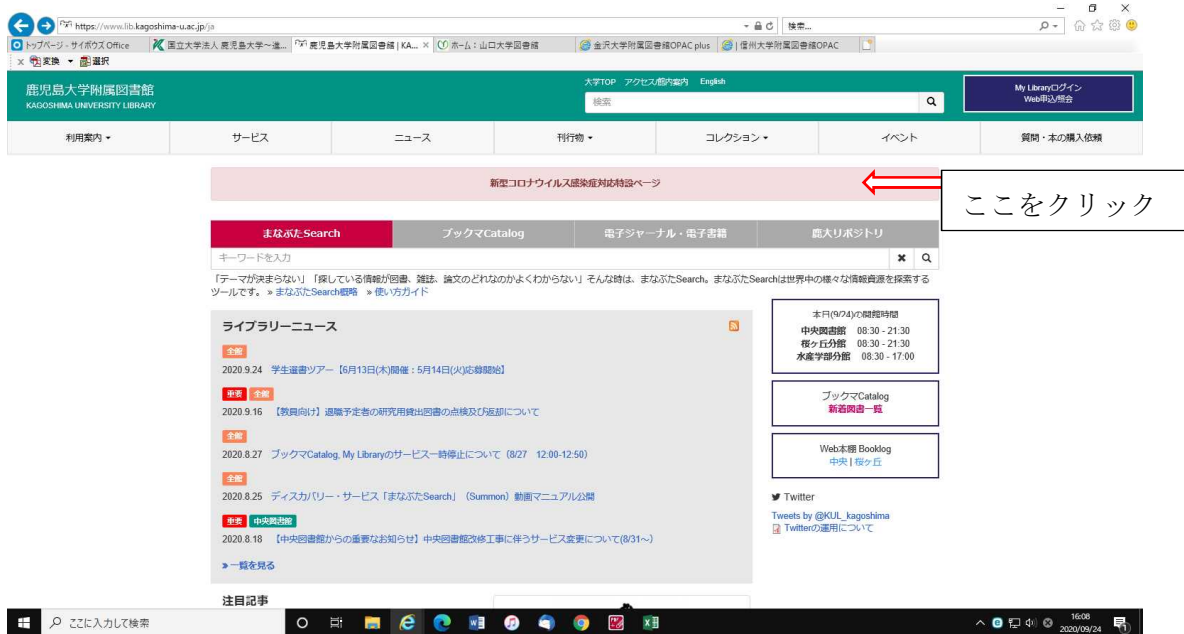 https://www.lib.kagoshima-u.ac.jp/ja
検索...
トップページ - サイボウズ Office
国立大学法人 鹿児島大学～進...
鹿児島大学附属図書館 | KA...
ホーム：山口大学図書館
金沢大学附属図書館OPAC plus
信州大学附属図書館OPAC
x 変換 ▼ 選択
鹿児島大学附属図書館
KAGOSHIMA UNIVERSITY LIBRARY
大学TOP アクセス/館内案内 English
検索
My Libraryログイン
Web申込/照会
利用案内 サービス ニュース 刊行物 コレクション イベント 質問・本の購入依頼
新型コロナウイルス感染症対応特設ページ
ここをクリック
まなぶたSearch ブックマCatalog 電子ジャーナル・電子書籍 鹿大リポジトリ
キーワードを入力
「テーマが決まらない」「探している情報が図書、雑誌、論文のどれなのかよくわからない」そんな時は、まなぶたSearch。まなぶたSearchは世界中の様々な情報資源を探索する
ツールです。 » まなぶたSearch概略 » 使い方ガイド
ライブラリーニュース
全館
2020.9.24 学生選書ツアー【6月13日(木)開催：5月14日(火)応募開始】
重要 全館
2020.9.16 【教員向け】退職予定者の研究用貸出図書の点検及び返却について
全館
2020.8.27 ブックマCatalog, My Libraryのサービス一時停止について（8/27 12:00-12:50）
全館
2020.8.25 ディスカバリー・サービス「まなぶたSearch」（Summon）動画マニュアル公開
重要 中央図書館
2020.8.18 【中央図書館からの重要なお知らせ】中央図書館改修工事に伴うサービス変更について(8/31～)
» 一覧を見る
注目記事
本日(9/24)の開館時間
中央図書館 08:30 - 21:30
桜ヶ丘分館 08:30 - 21:30
水産学部分館 08:30 - 17:00
ブックマCatalog
新着図書一覧
Web本棚 Booklog
中央 | 桜ヶ丘
Twitter
Tweets by @KUL_kagoshima
Twitterの運用について
ここに入力して検索
16:08
2020/09/24